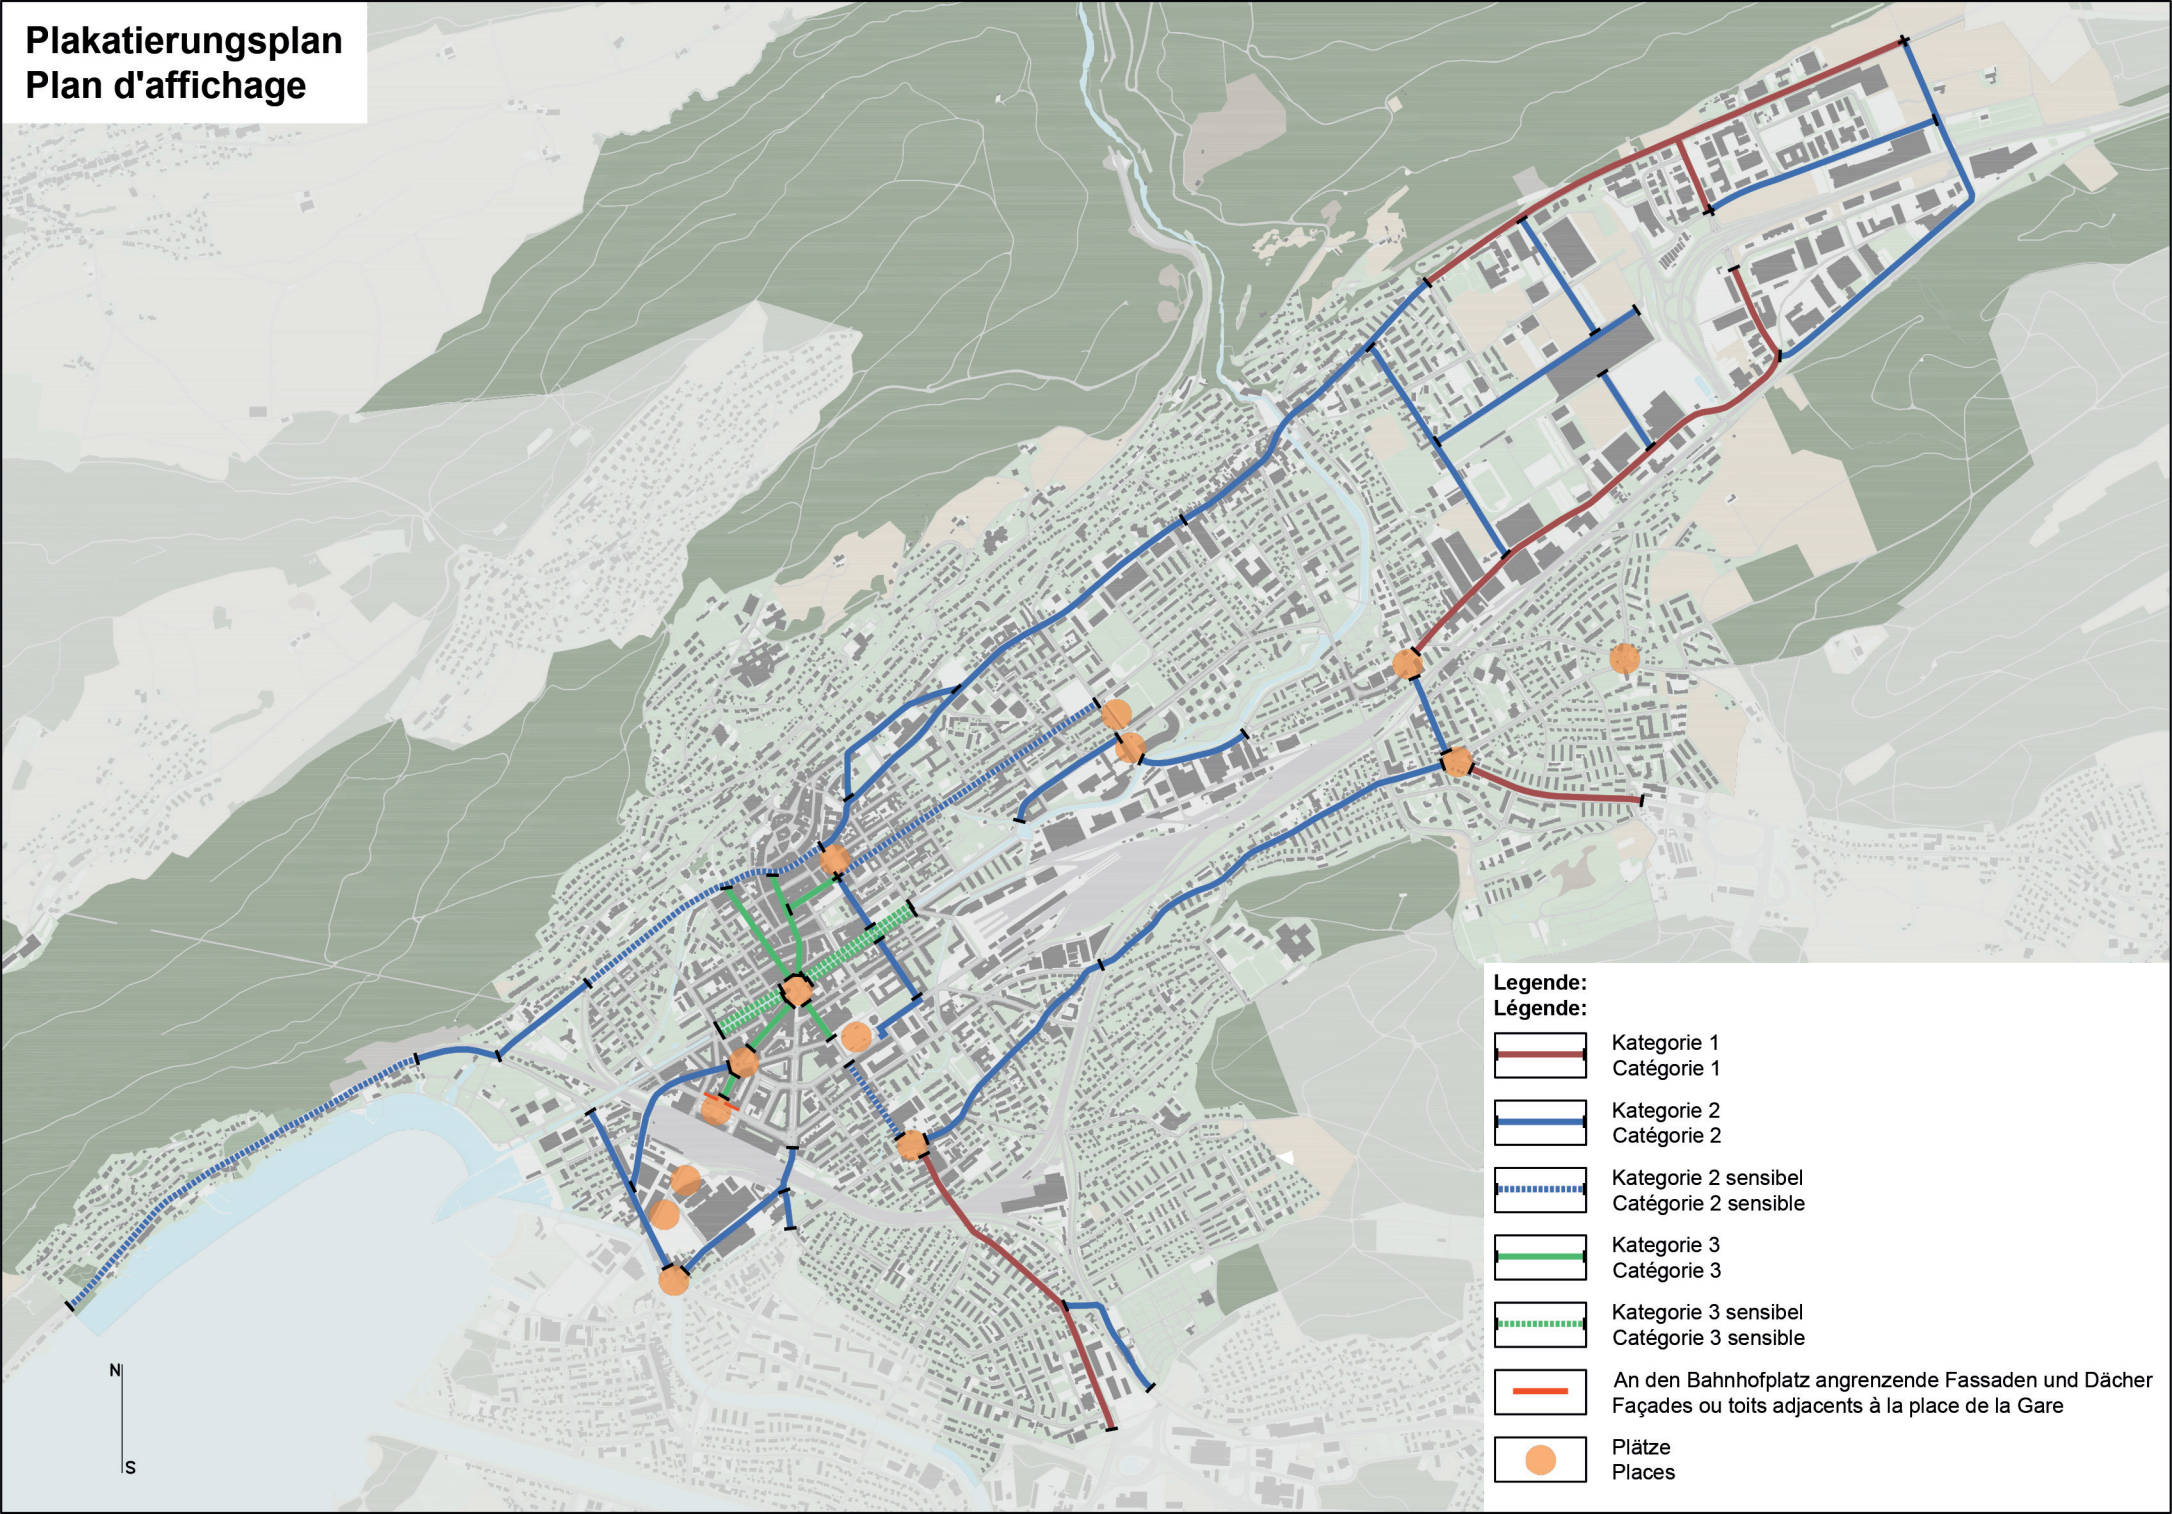 Plakatierungsplan
Plan d'affichage
Legende:
Légende:
Kategorie 1
Catégorie 1
Kategorie 2
Catégorie 2
Kategorie 2 sensibel
Catégorie 2 sensible
Kategorie 3
Catégorie 3
Kategorie 3 sensibel
Catégorie 3 sensible
An den Bahnhofplatz angrenzende Fassaden und Dächer
Façades ou toits adjacents à la place de la Gare
Plätze
Places
N
S